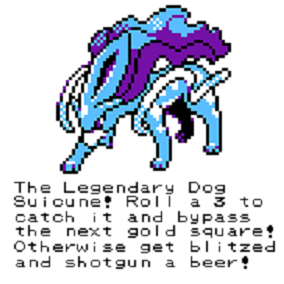 The Legendary Dog
Suicune! Roll a 3 to
catch it and bypass
the next gold square!
Otherwise get blitzed
and shotgun a beer!